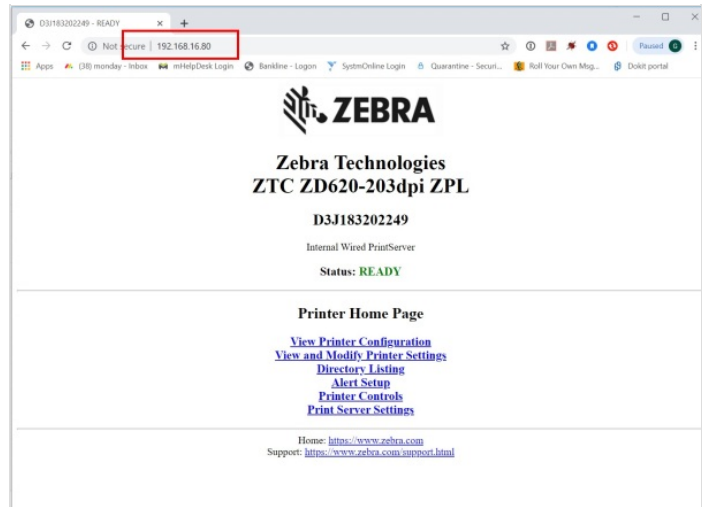 D3J183202249 - READY
Not secure | 192.168.16.80
Paused G
Apps (38) monday - Inbox mHelpDesk Login Bankline - Logon SystmOnline Login Quarantine - Securi... Roll Your Own Msg... Dokit portal
ZEBRA
Zebra Technologies
ZTC ZD620-203dpi ZPL
D3J183202249
Internal Wired PrintServer
Status: READY
Printer Home Page
View Printer Configuration
View and Modify Printer Settings
Directory Listing
Alert Setup
Printer Controls
Print Server Settings
Home: https://www.zebra.com
Support: https://www.zebra.com/support.html